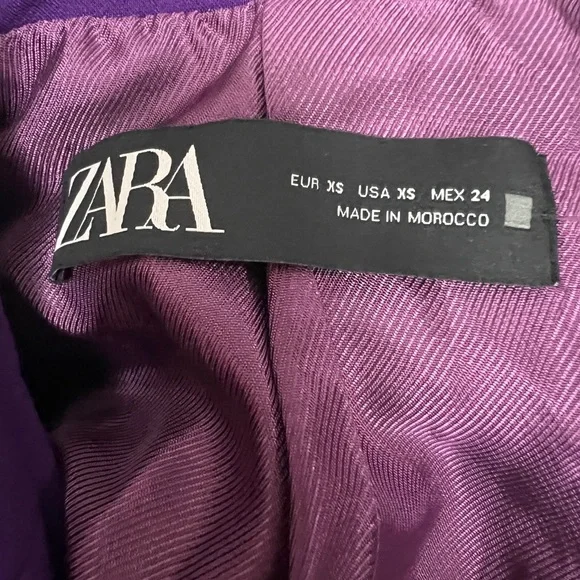 ZARA
EUR XS USA XS MEX 24
MADE IN MOROCCO